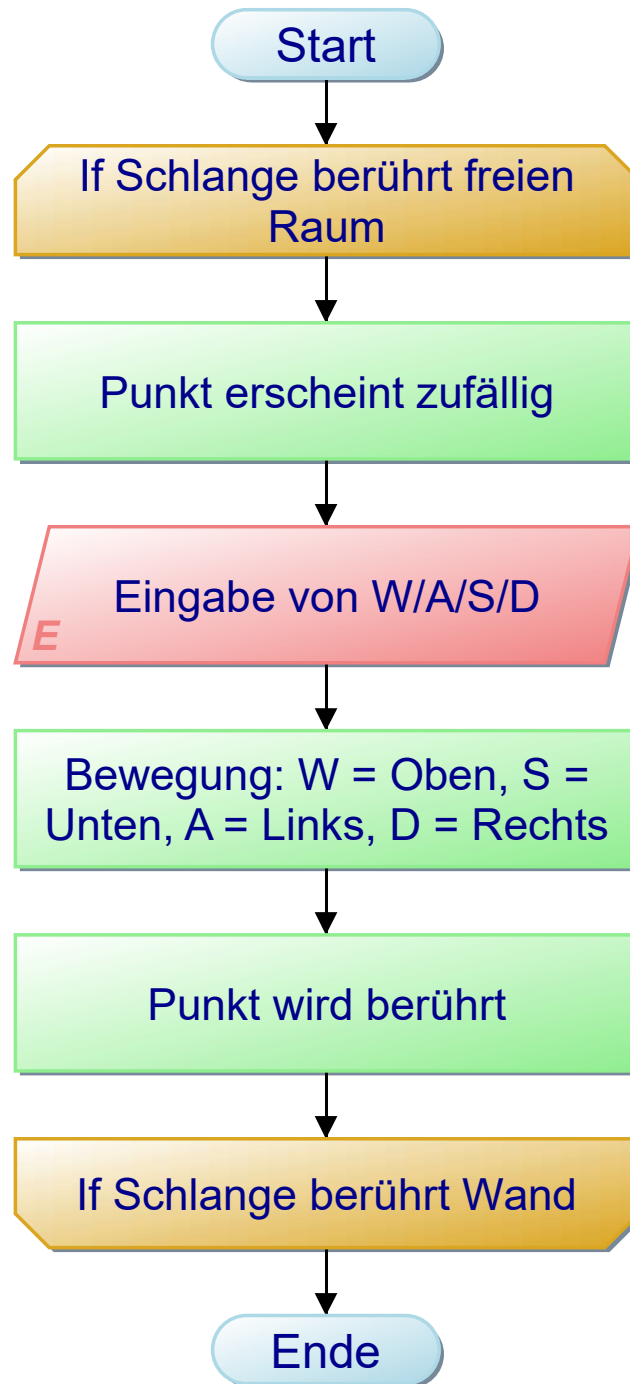 Start
If Schlange berührt freien
Raum
Punkt erscheint zufällig
Eingabe von W/A/S/D
E
Bewegung: W = Oben, S =
Unten, A = Links, D = Rechts
Punkt wird berührt
If Schlange berührt Wand
Ende